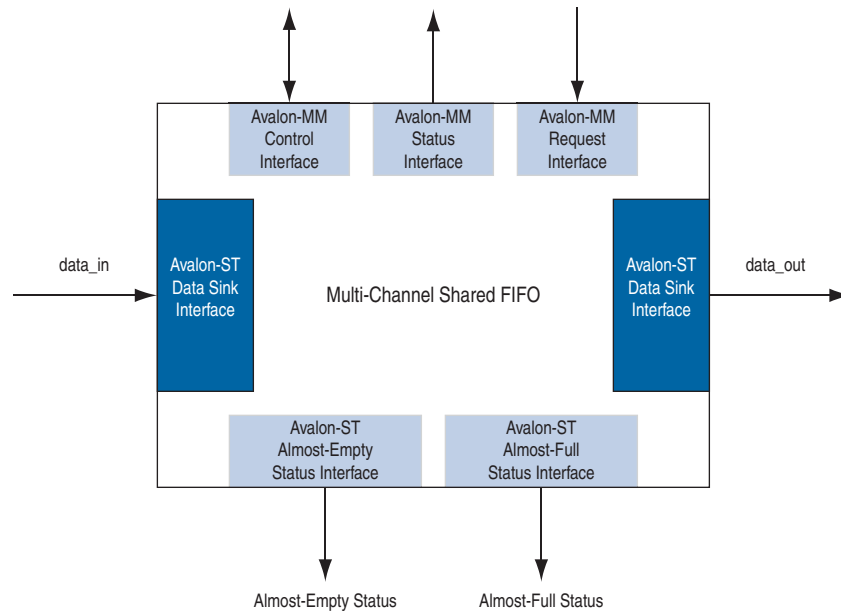 Avalon-MM
Control
Interface
Avalon-MM
Status
Interface
Avalon-MM
Request
Interface
data_in
Avalon-ST
Data Sink
Interface
Multi-Channel Shared FIFO
Avalon-ST
Data Sink
Interface
data_out
Avalon-ST
Almost-Empty
Status Interface
Avalon-ST
Almost-Full
Status Interface
Almost-Empty Status
Almost-Full Status